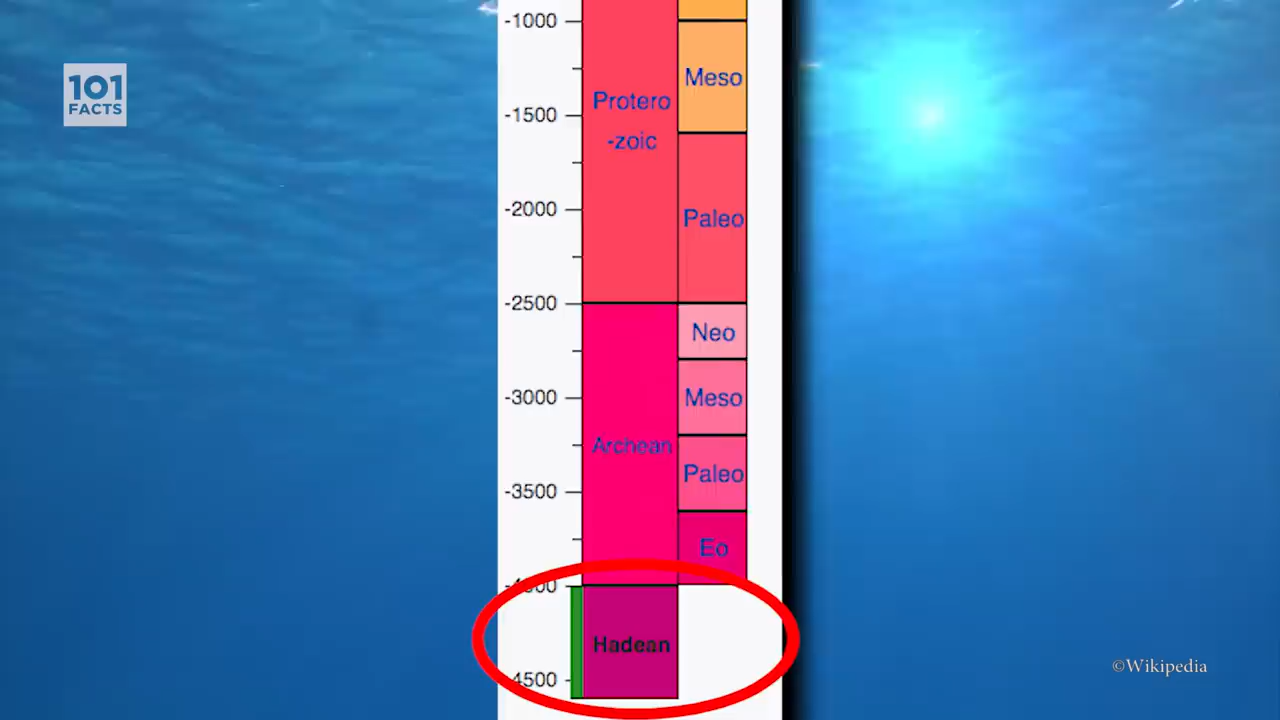 101
FACTS
-1000
Meso
Protero
-zoic
-1500
-2000
Paleo
-2500
Neo
-3000
Meso
Archean
Paleo
-3500
Eo
-4000
Hadean
-4500
©Wikipedia